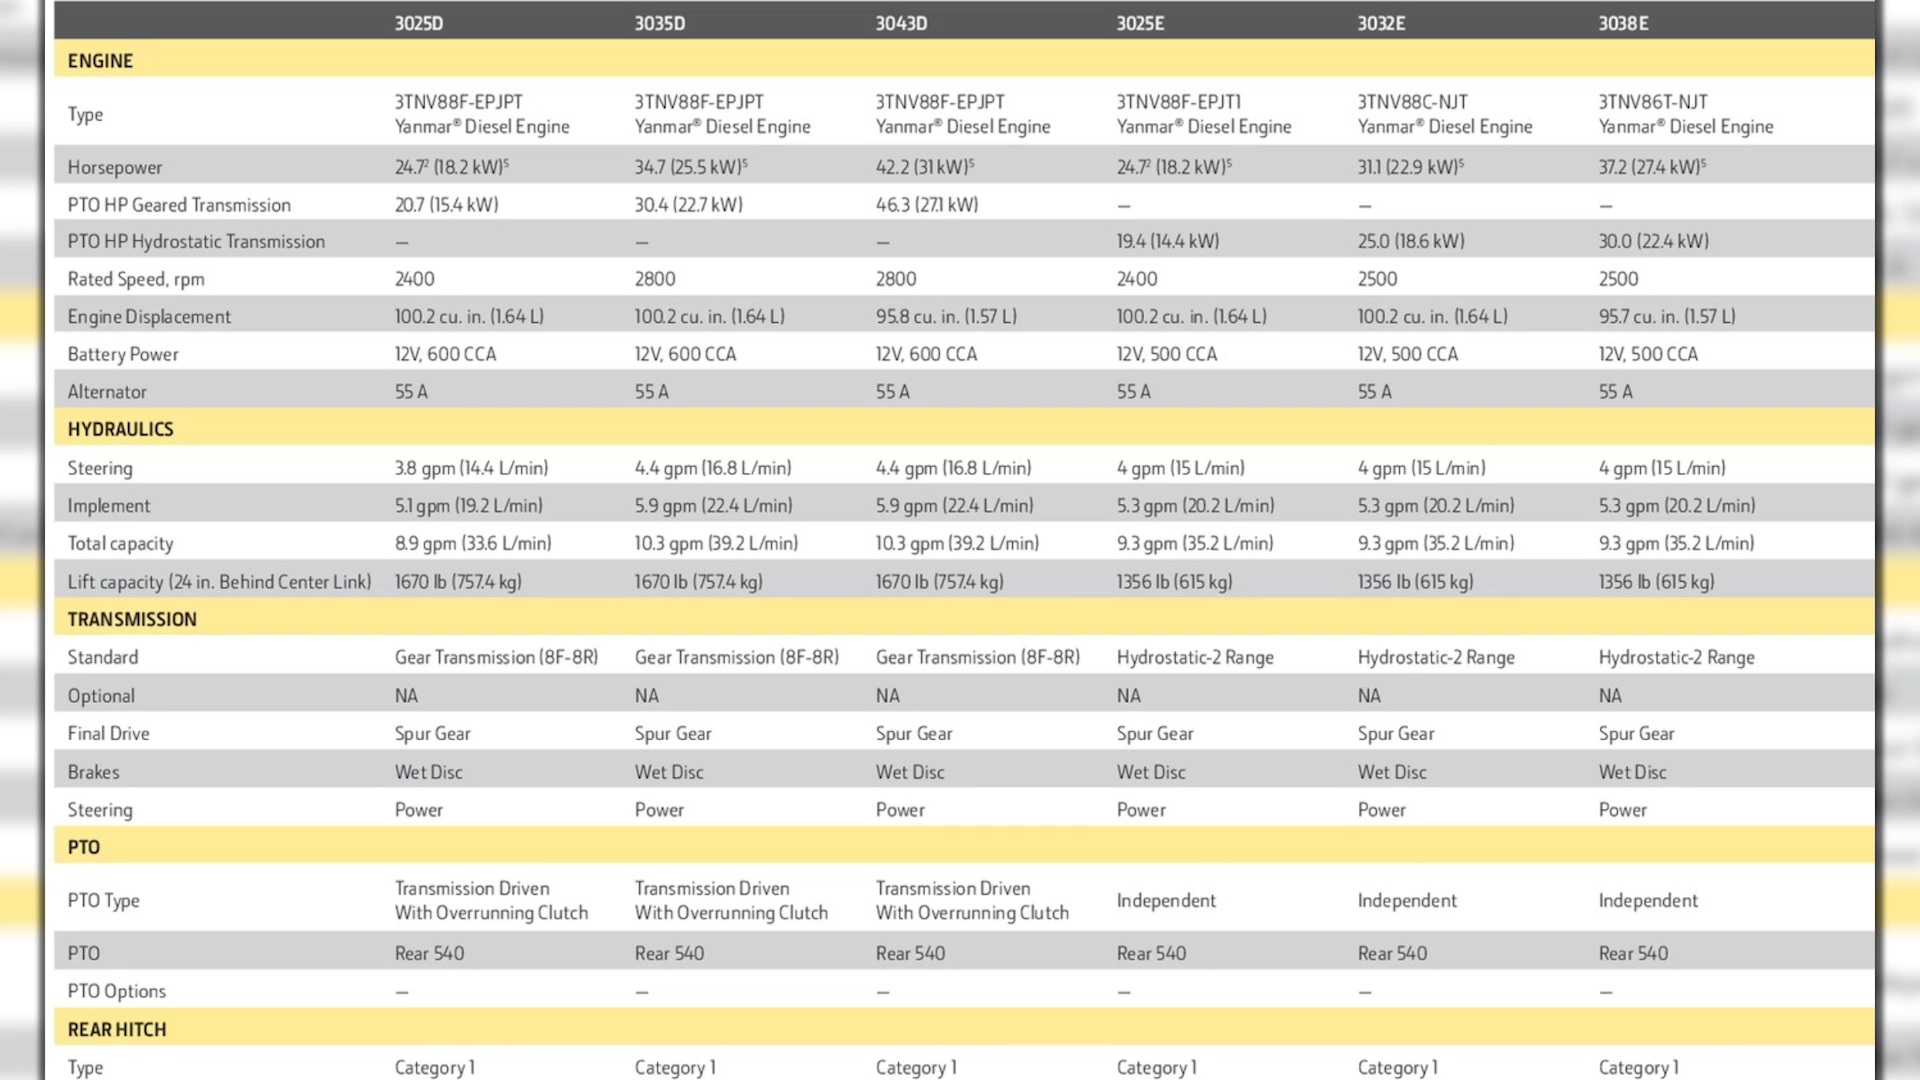 3025D 3035D 3043D 3025E 3032E 3038E
ENGINE
Type 3TNV88F-EPJPT Yanmar® Diesel Engine 3TNV88F-EPJPT Yanmar® Diesel Engine 3TNV88F-EPJPT Yanmar® Diesel Engine 3TNV88F-EPJT1 Yanmar® Diesel Engine 3TNV88C-NJT Yanmar® Diesel Engine 3TNV86T-NJT Yanmar® Diesel Engine
Horsepower 24.7² (18.2 kW)⁵ 34.7 (25.5 kW)⁵ 42.2 (31 kW)⁵ 24.7² (18.2 kW)⁵ 31.1 (22.9 kW)⁵ 37.2 (27.4 kW)⁵
PTO HP Geared Transmission 20.7 (15.4 kW) 30.4 (22.7 kW) 46.3 (27.1 kW) — — —
PTO HP Hydrostatic Transmission — — — 19.4 (14.4 kW) 25.0 (18.6 kW) 30.0 (22.4 kW)
Rated Speed, rpm 2400 2800 2800 2400 2500 2500
Engine Displacement 100.2 cu. in. (1.64 L) 100.2 cu. in. (1.64 L) 95.8 cu. in. (1.57 L) 100.2 cu. in. (1.64 L) 100.2 cu. in. (1.64 L) 95.7 cu. in. (1.57 L)
Battery Power 12V, 600 CCA 12V, 600 CCA 12V, 600 CCA 12V, 500 CCA 12V, 500 CCA 12V, 500 CCA
Alternator 55 A 55 A 55 A 55 A 55 A 55 A
HYDRAULICS
Steering 3.8 gpm (14.4 L/min) 4.4 gpm (16.8 L/min) 4.4 gpm (16.8 L/min) 4 gpm (15 L/min) 4 gpm (15 L/min) 4 gpm (15 L/min)
Implement 5.1 gpm (19.2 L/min) 5.9 gpm (22.4 L/min) 5.9 gpm (22.4 L/min) 5.3 gpm (20.2 L/min) 5.3 gpm (20.2 L/min) 5.3 gpm (20.2 L/min)
Total capacity 8.9 gpm (33.6 L/min) 10.3 gpm (39.2 L/min) 10.3 gpm (39.2 L/min) 9.3 gpm (35.2 L/min) 9.3 gpm (35.2 L/min) 9.3 gpm (35.2 L/min)
Lift capacity (24 in. Behind Center Link) 1670 lb (757.4 kg) 1670 lb (757.4 kg) 1670 lb (757.4 kg) 1356 lb (615 kg) 1356 lb (615 kg) 1356 lb (615 kg)
TRANSMISSION
Standard Gear Transmission (8F-8R) Gear Transmission (8F-8R) Gear Transmission (8F-8R) Hydrostatic-2 Range Hydrostatic-2 Range Hydrostatic-2 Range
Optional NA NA NA NA NA NA
Final Drive Spur Gear Spur Gear Spur Gear Spur Gear Spur Gear Spur Gear
Brakes Wet Disc Wet Disc Wet Disc Wet Disc Wet Disc Wet Disc
Steering Power Power Power Power Power Power
PTO
PTO Type Transmission Driven With Overrunning Clutch Transmission Driven With Overrunning Clutch Transmission Driven With Overrunning Clutch Independent Independent Independent
PTO Rear 540 Rear 540 Rear 540 Rear 540 Rear 540 Rear 540
PTO Options — — — — — —
REAR HITCH
Type Category 1 Category 1 Category 1 Category 1 Category 1 Category 1